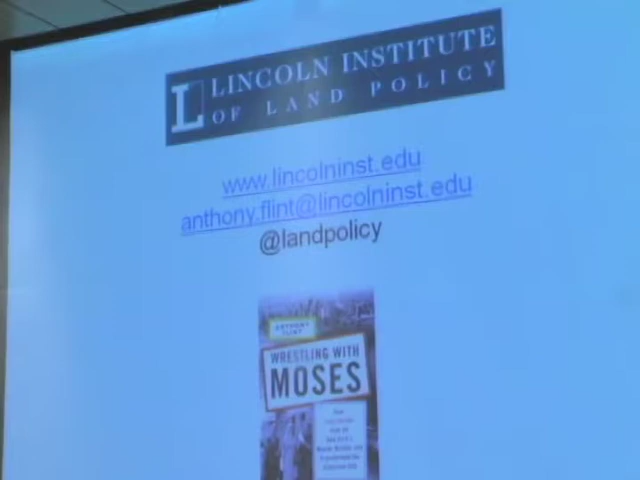 LINCOLN INSTITUTE
OF LAND POLICY
www.lincolninst.edu
anthony.flint@lincolninst.edu
@landpolicy
ANTHONY
FLINT
WRESTLING WITH
MOSES